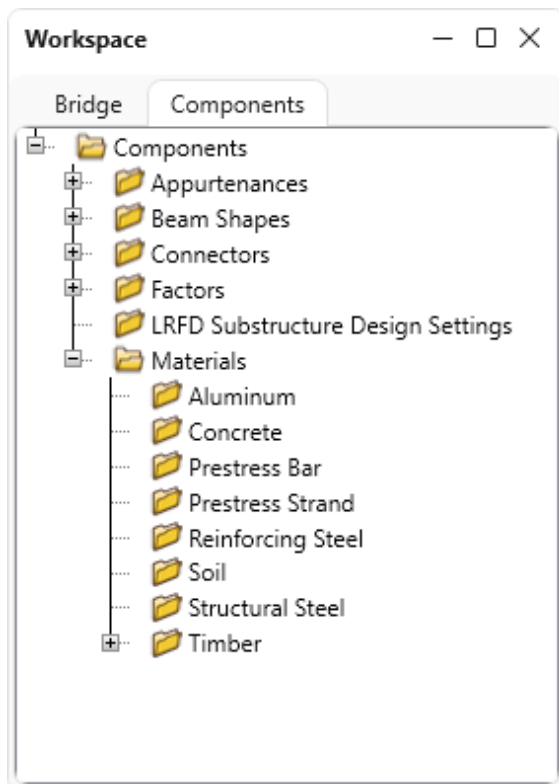 Workspace
Bridge
Components
Components
Appurtenances
Beam Shapes
Connectors
Factors
LRFD Substructure Design Settings
Materials
Aluminum
Concrete
Prestress Bar
Prestress Strand
Reinforcing Steel
Soil
Structural Steel
Timber